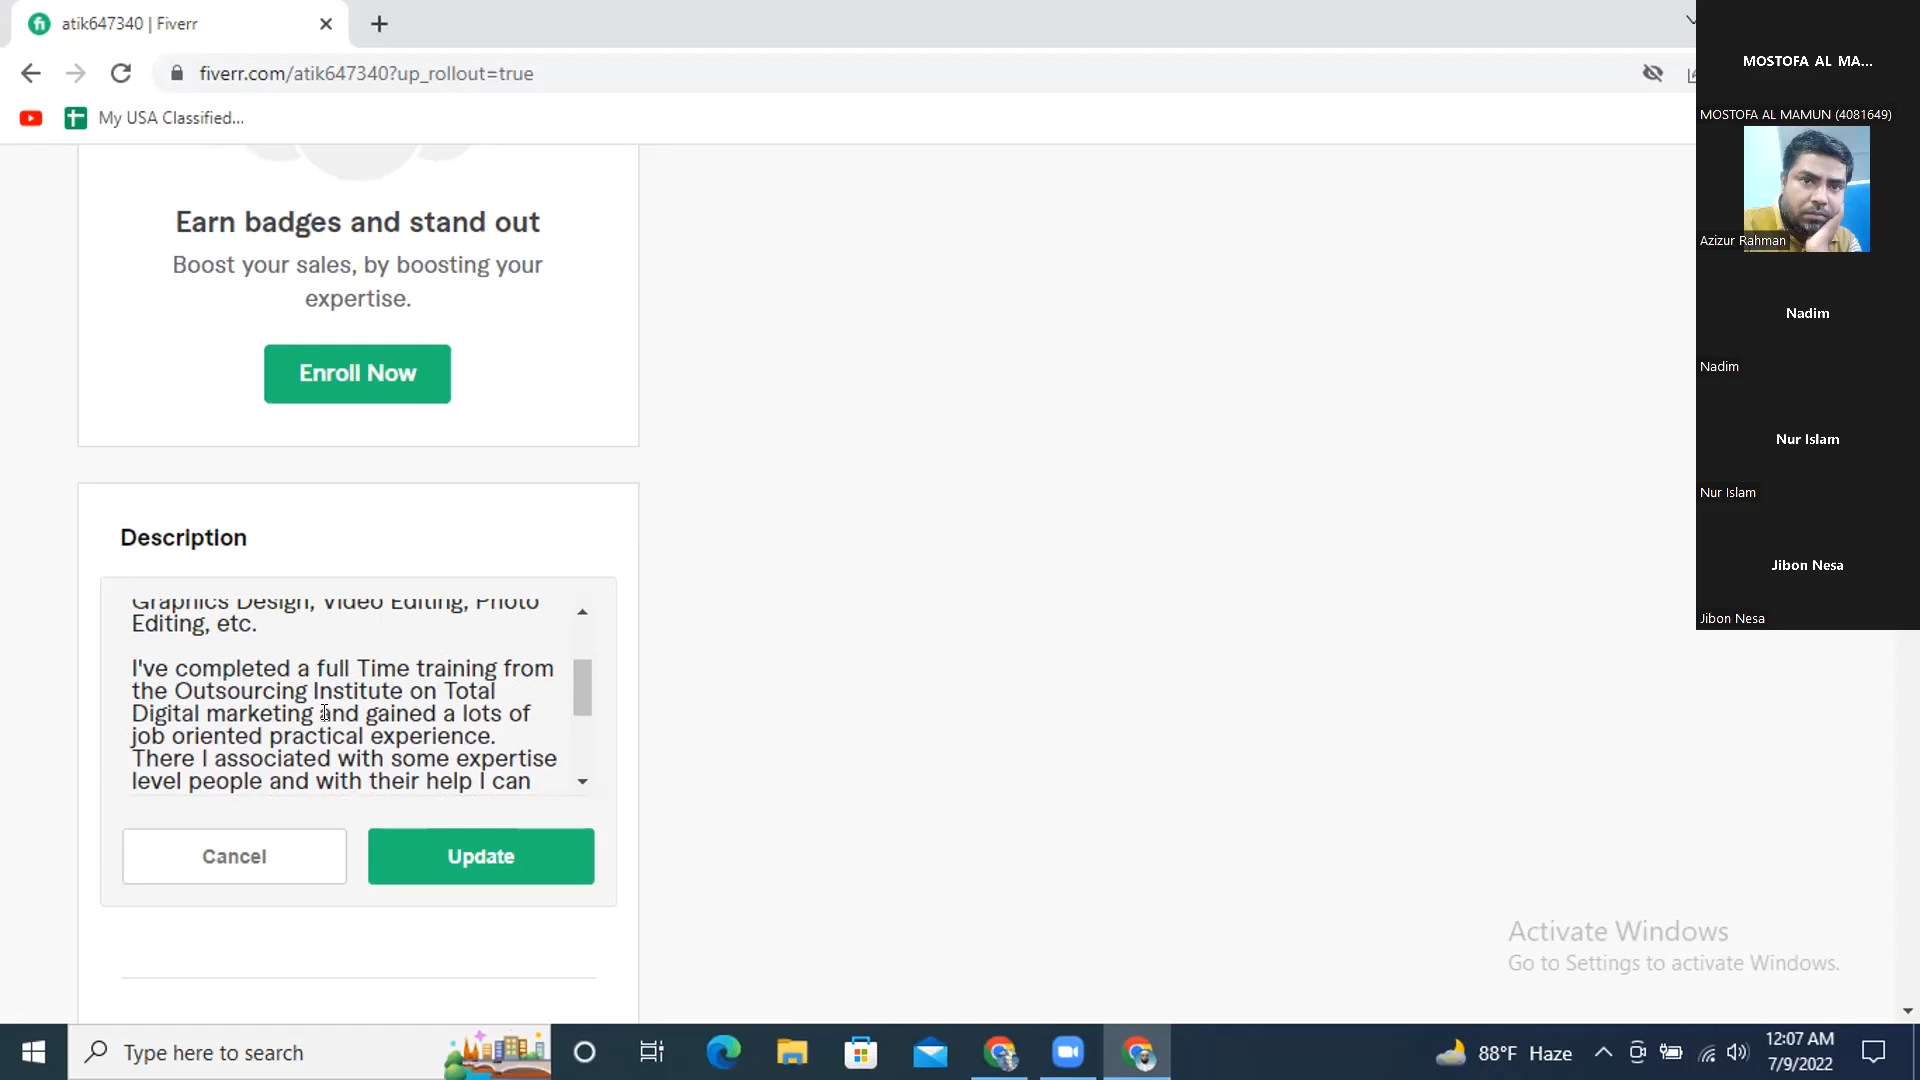 atik647340 | Fiverr
fiverr.com/atik647340?up_rollout=true
My USA Classified...
Earn badges and stand out
Boost your sales, by boosting your
expertise.
Enroll Now
Description
Graphics Design, Video Editing, Photo
Editing, etc.
I've completed a full Time training from
the Outsourcing Institute on Total
Digital marketing and gained a lots of
job oriented practical experience.
There I associated with some expertise
level people and with their help I can
Cancel
Update
MOSTOFA AL MA...
MOSTOFA AL MAMUN (4081649)
Azizur Rahman
Nadim
Nadim
Nur Islam
Nur Islam
Jibon Nesa
Jibon Nesa
Activate Windows
Go to Settings to activate Windows.
Type here to search
88°F Haze
12:07 AM
7/9/2022